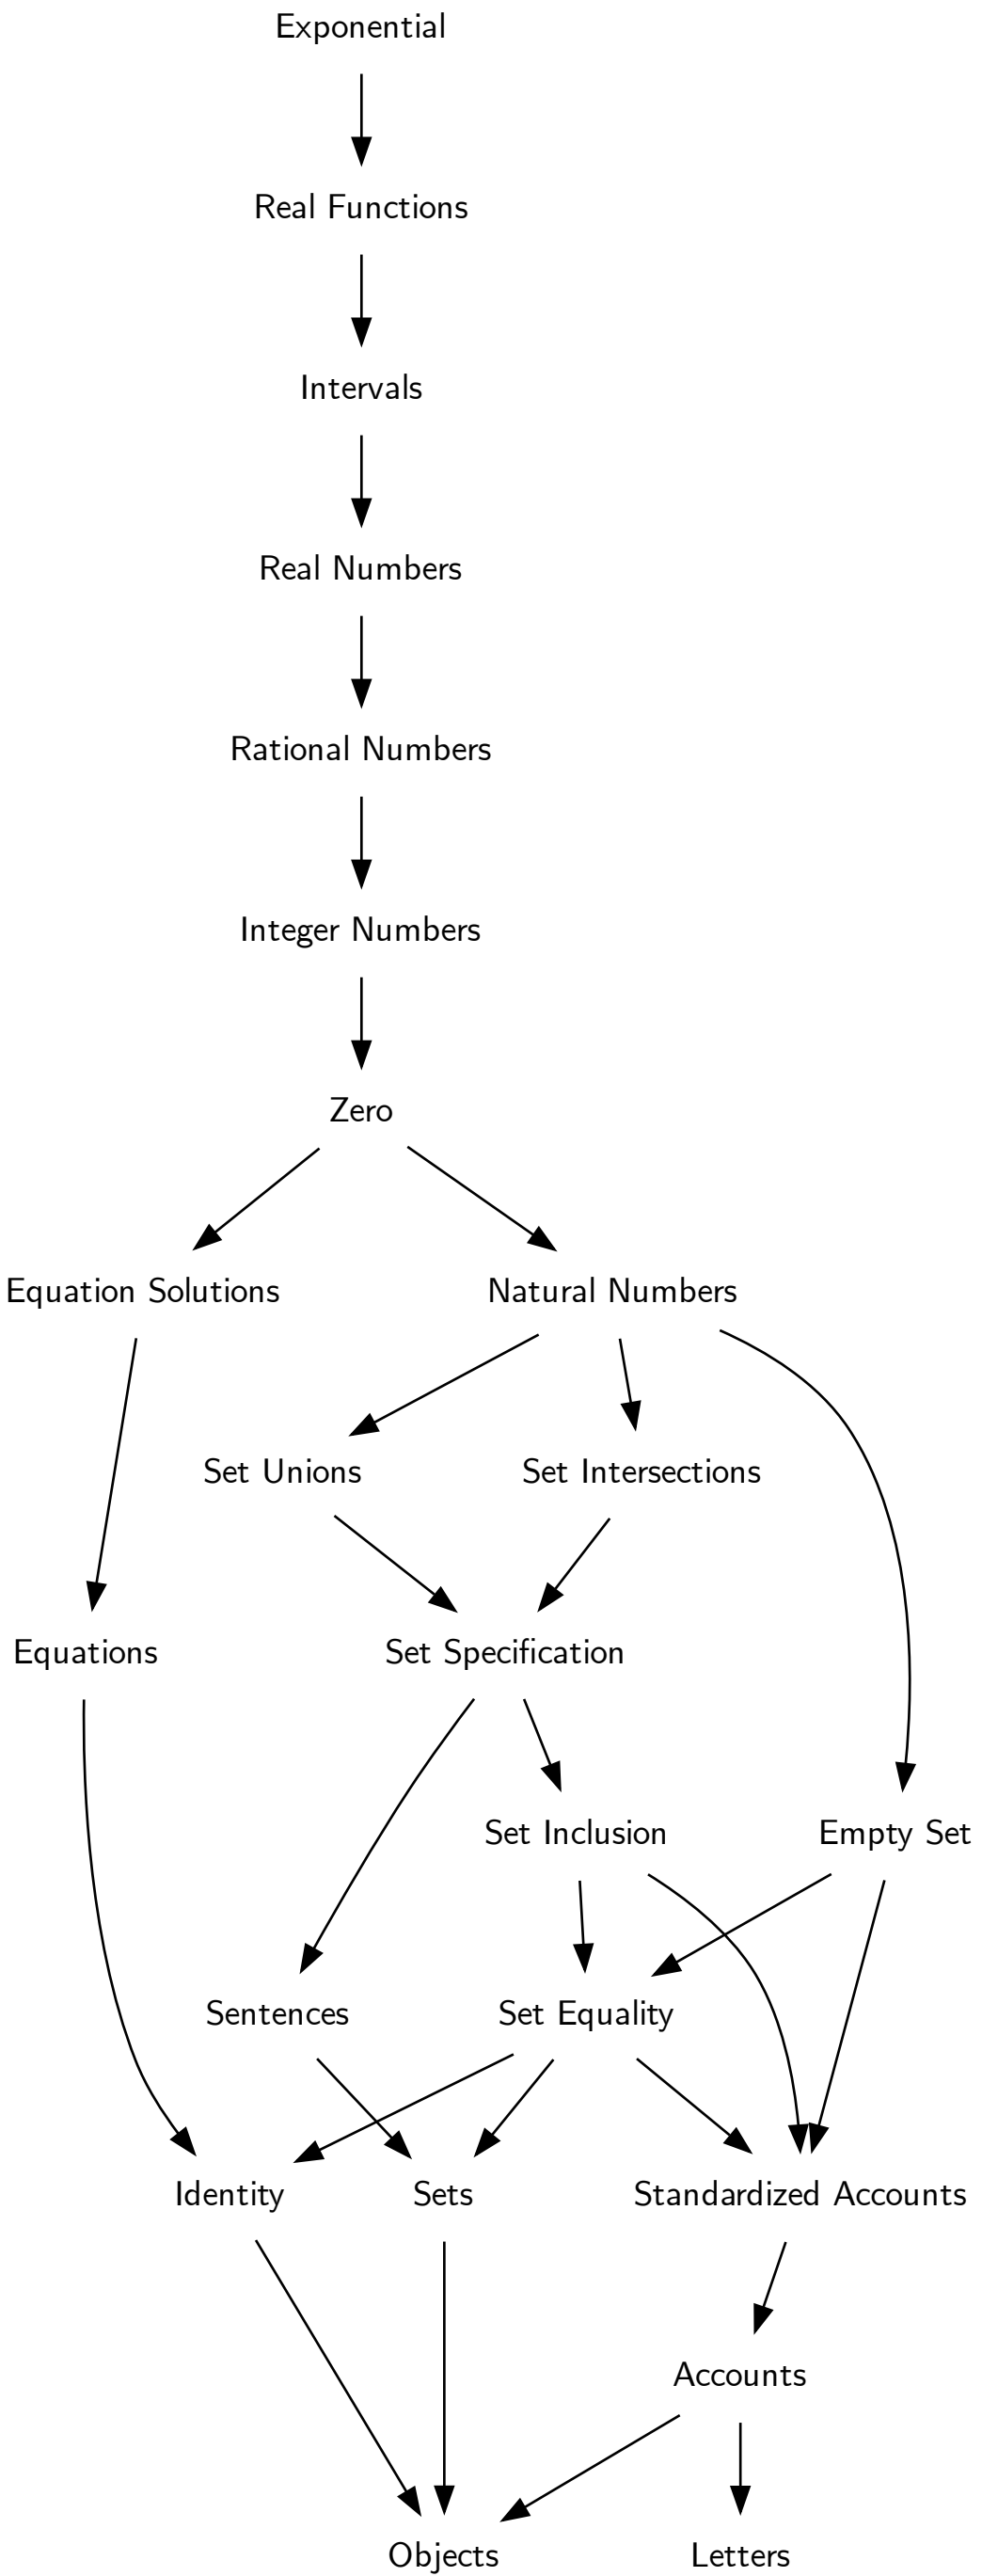 Exponential
Real Functions
Intervals
Real Numbers
Rational Numbers
Integer Numbers
Zero
Equation Solutions
Natural Numbers
Set Unions
Set Intersections
Equations
Set Specification
Set Inclusion
Empty Set
Sentences
Set Equality
Identity
Sets
Standardized Accounts
Accounts
Objects
Letters